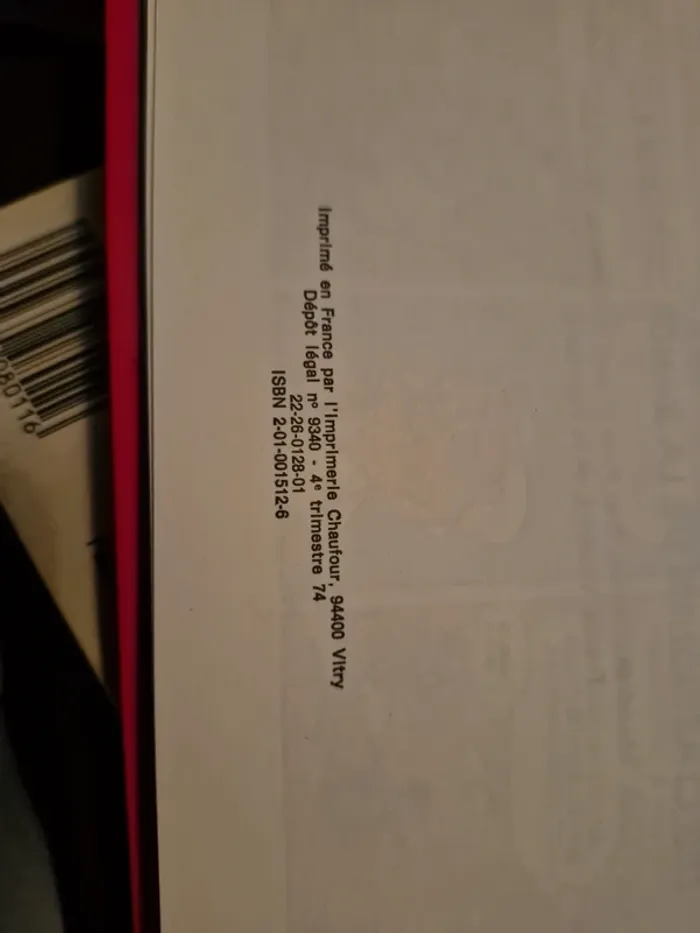 Imprimé en France par l'Imprimerie Chaufour, 94400 Vitry
Dépôt légal n° 9340 - 4e trimestre 74
22-26-0128-01
ISBN 2-01-001512-6
080116